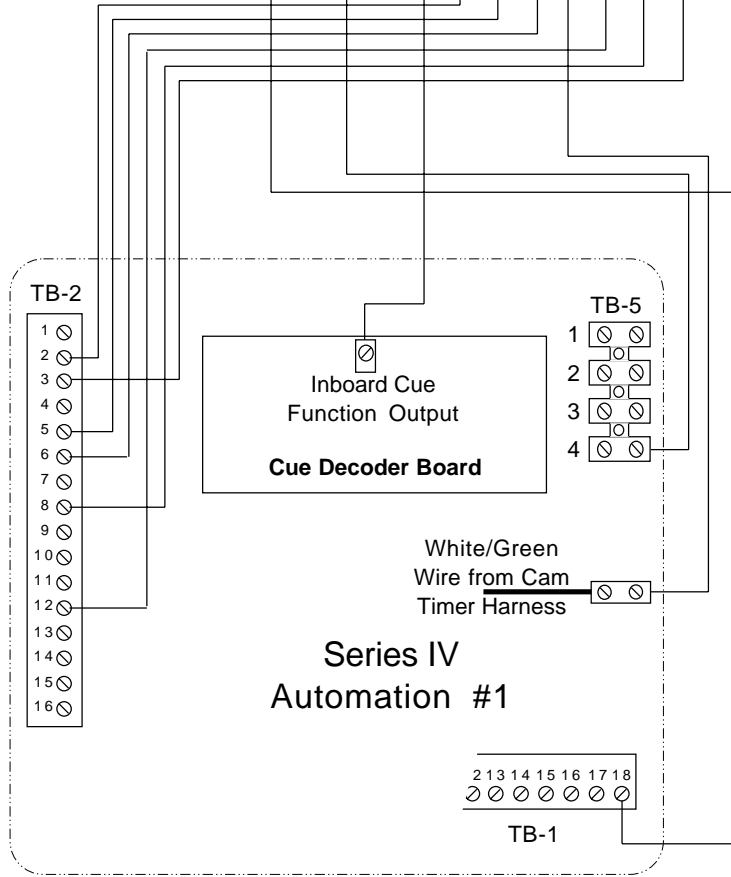 TB-2
1
2
3
4
5
6
7
8
9
10
11
12
13
14
15
16
Inboard Cue
Function Output
Cue Decoder Board
TB-5
1
2
3
4
White/Green
Wire from Cam
Timer Harness
Series IV
Automation #1
2 13 14 15 16 17 18
TB-1